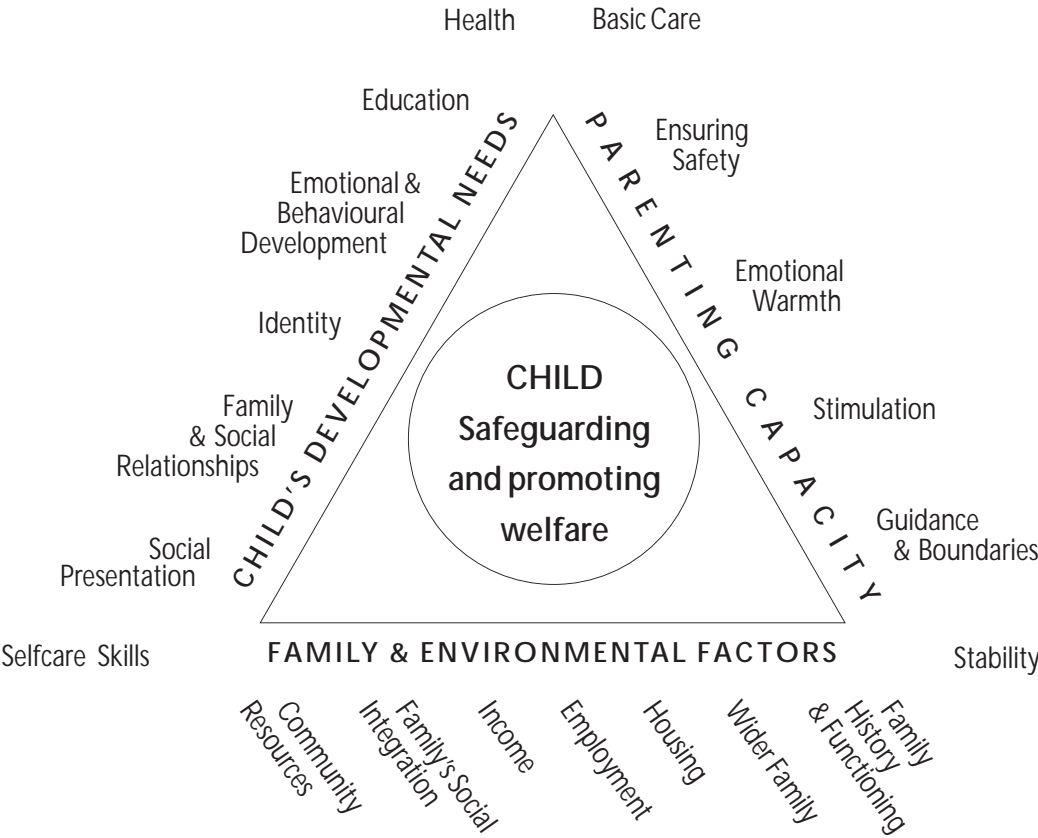 Health
Basic Care
Education
Ensuring
Safety
Emotional &
Behavioural
Development
Emotional
Warmth
Identity
Stimulation
Family
& Social
Relationships
Guidance
& Boundaries
Social
Presentation
Selfcare Skills
Stability
CHILD'S DEVELOPMENTAL NEEDS
PARENTING CAPACITY
CHILD
Safeguarding
and promoting
welfare
FAMILY & ENVIRONMENTAL FACTORS
Community
Resources
Family's Social
Integration
Income
Employment
Housing
Wider Family
Family
History
& Functioning